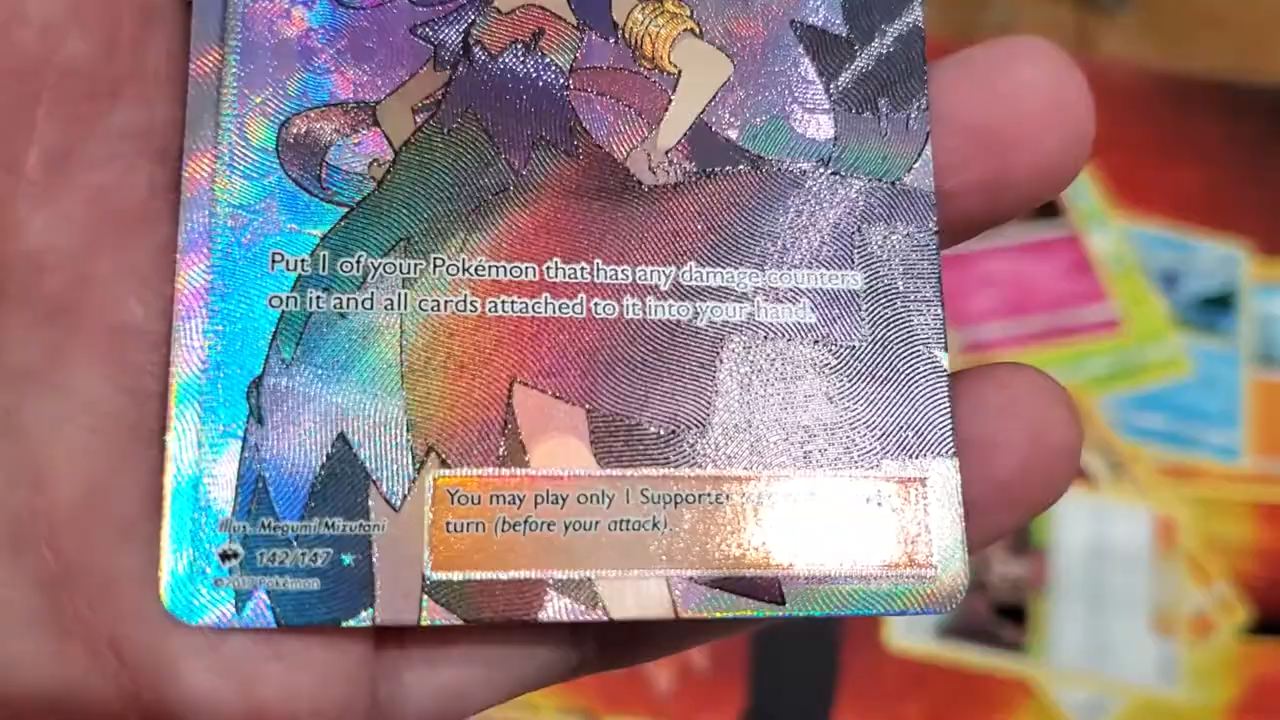 Put 1 of your Pokémon that has any damage counters
on it and all cards attached to it into your hand.
You may play only 1 Supporter
turn (before your attack).
Illus. Megumi Mizutani
142/147
©2017 Pokémon